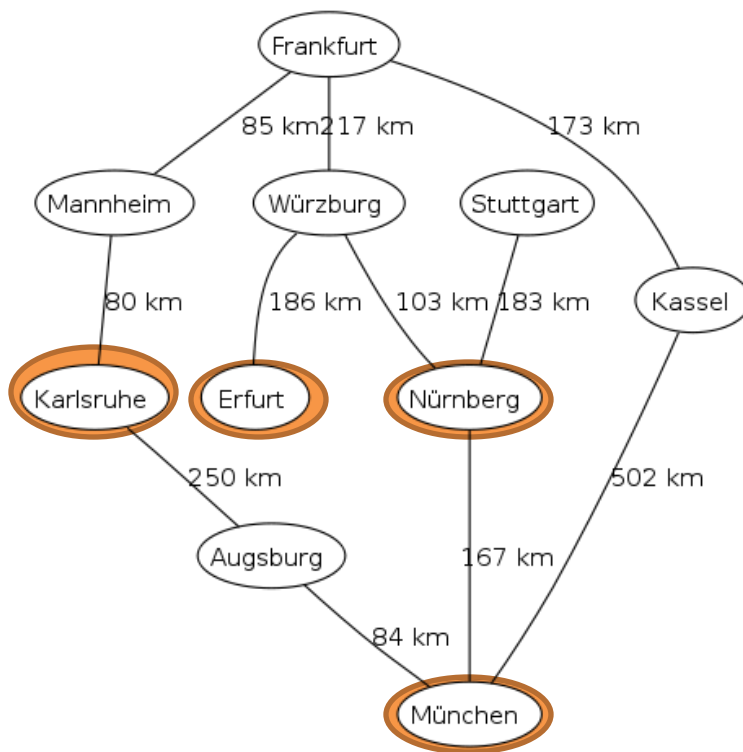 Frankfurt
85 km
217 km
173 km
Mannheim
Würzburg
Stuttgart
Kassel
80 km
186 km
103 km
183 km
Karlsruhe
Erfurt
Nürnberg
250 km
502 km
Augsburg
167 km
84 km
München